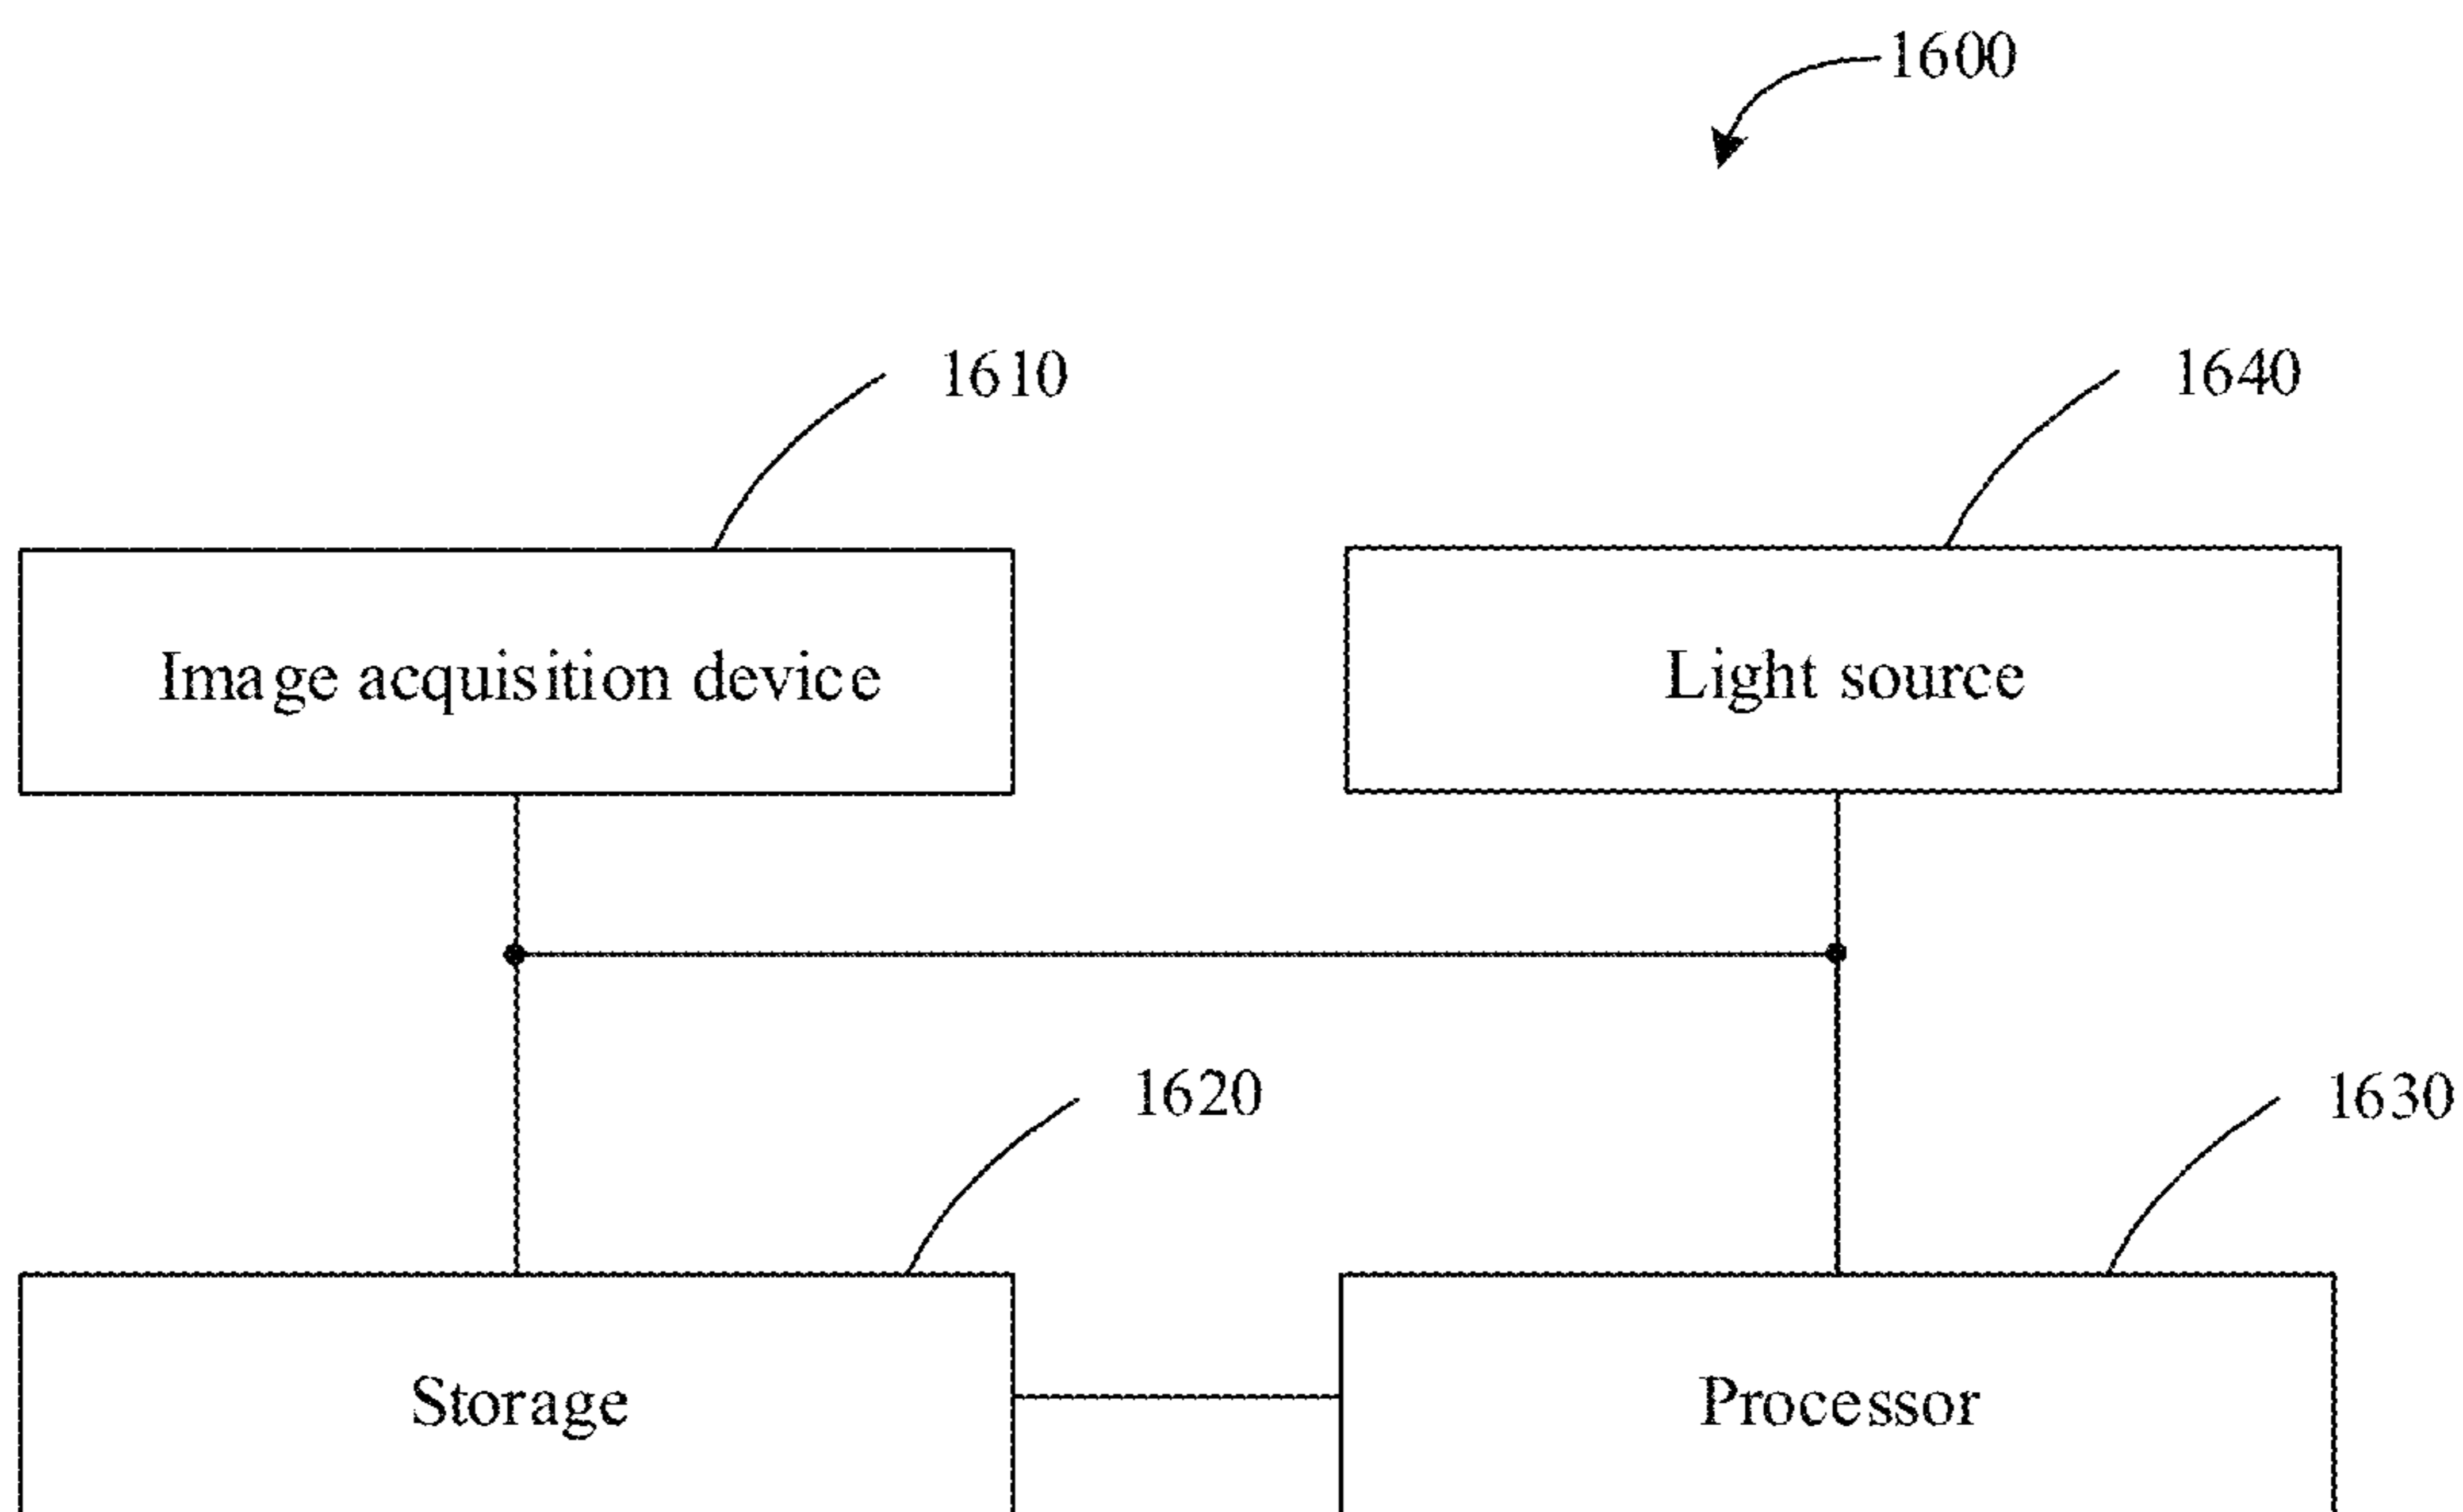 1600
1610
1640
Image acquisition device
Light source
1620
1630
Storage
Processor